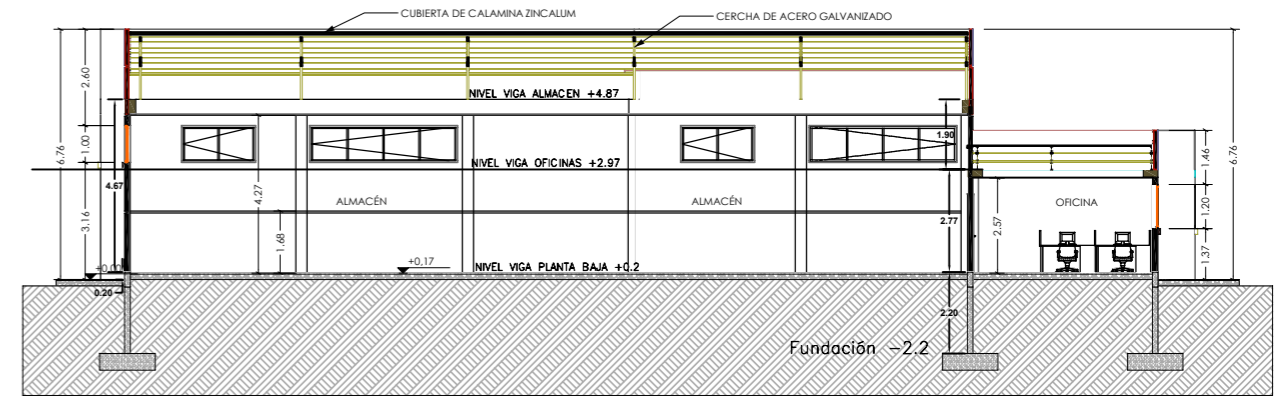 CUBIERTA DE CALAMINA ZINCALUM
CERCHA DE ACERO GALVANIZADO
2.60
NIVEL VIGA ALMACEN +4.87
6.76
1.00
1.90
1.46
6.76
NIVEL VIGA OFICINAS +2.97
4.67
4.27
ALMACÉN
ALMACÉN
OFICINA
1.20
3.16
1.68
2.77
2.57
1.37
+0,00
+0,17
NIVEL VIGA PLANTA BAJA +0.2
0.20
2.20
Fundación -2.2